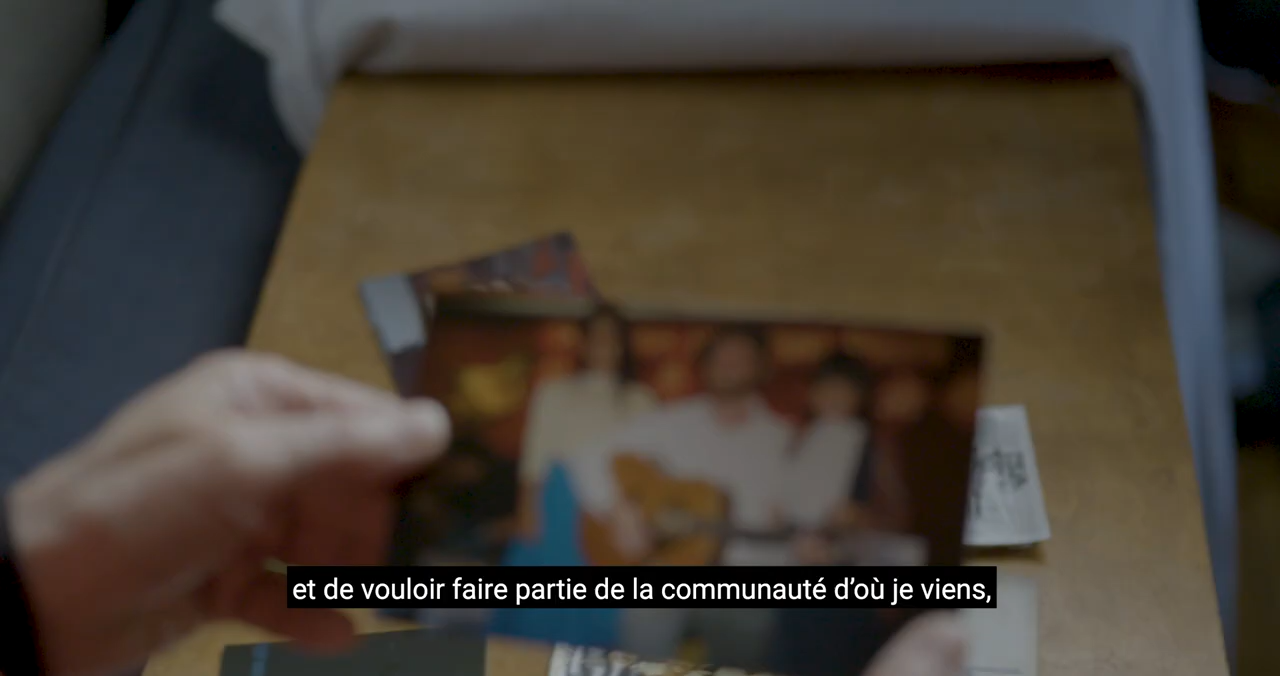 et de vouloir faire partie de la communauté d’où je viens,